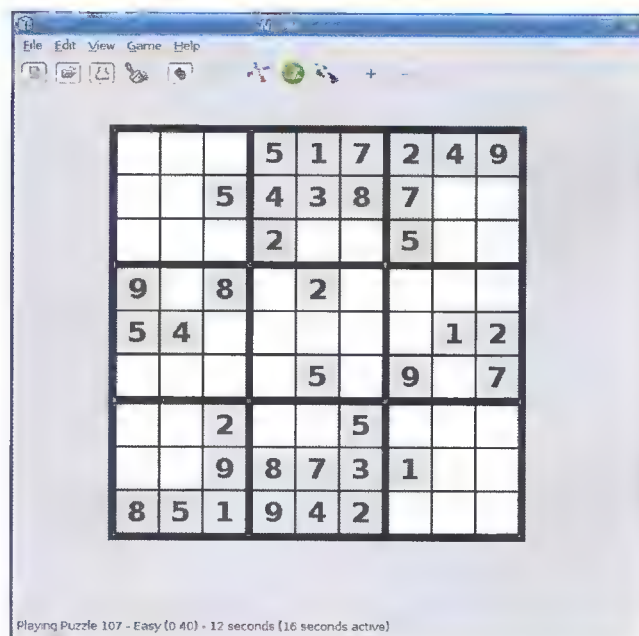 File Edit View Game Help
+ -
5 1 7 2 4 9
5 4 3 8 7
2 5
9 8 2
5 4 1 2
5 9 7
2 5
9 8 7 3 1
8 5 1 9 4 2
Playing Puzzle 107 - Easy (0 40) - 12 seconds (16 seconds active)